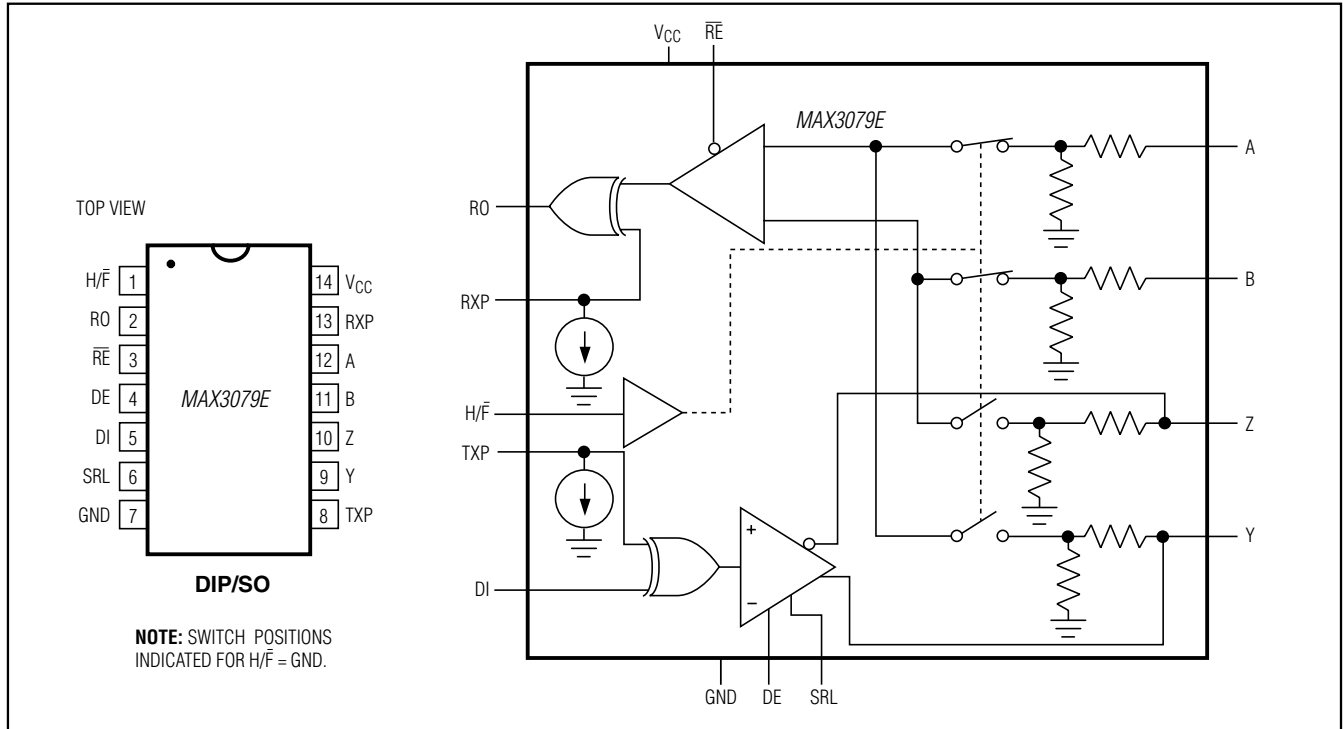 TOP VIEW
H/F̅ 1
RO 2
R̅E̅ 3
DE 4
DI 5
SRL 6
GND 7
MAX3079E
14 VCC
13 RXP
12 A
11 B
10 Z
9 Y
8 TXP
DIP/SO
NOTE: SWITCH POSITIONS
INDICATED FOR H/F̅ = GND.
VCC R̅E̅
MAX3079E
A
RO
B
RXP
H/F̅
Z
TXP
+
Y
DI
−
GND DE SRL